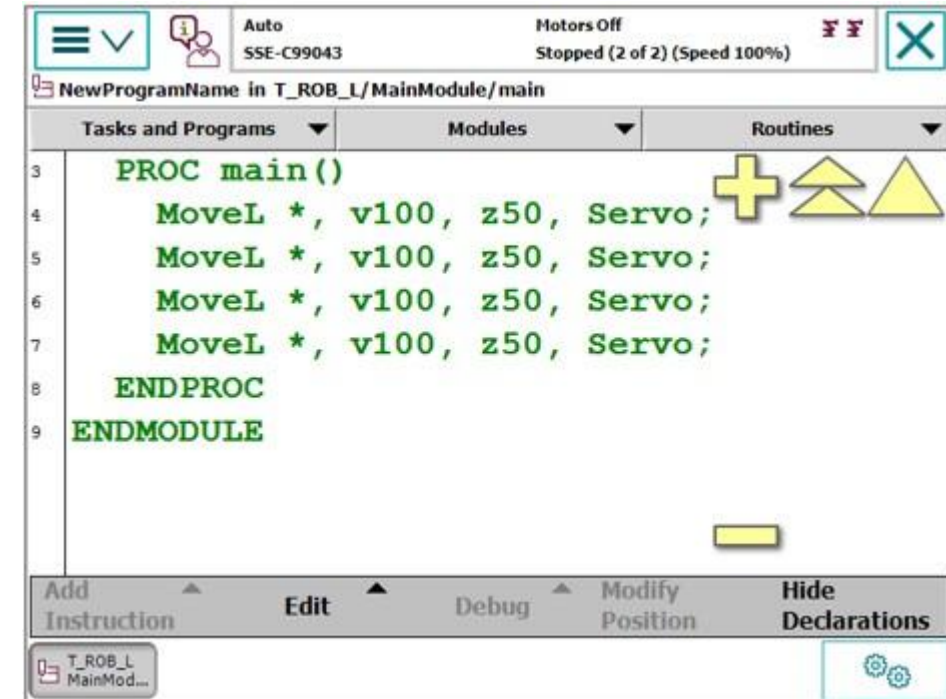 Auto
SSE-C99043
Motors Off
Stopped (2 of 2) (Speed 100%)
NewProgramName in T_ROB_L/MainModule/main
Tasks and Programs
Modules
Routines
3 PROC main()
4 MoveL *, v100, z50, Servo;
5 MoveL *, v100, z50, Servo;
6 MoveL *, v100, z50, Servo;
7 MoveL *, v100, z50, Servo;
8 ENDPROC
9 ENDMODULE
Add
Instruction
Edit
Debug
Modify
Position
Hide
Declarations
T_ROB_L
MainMod...